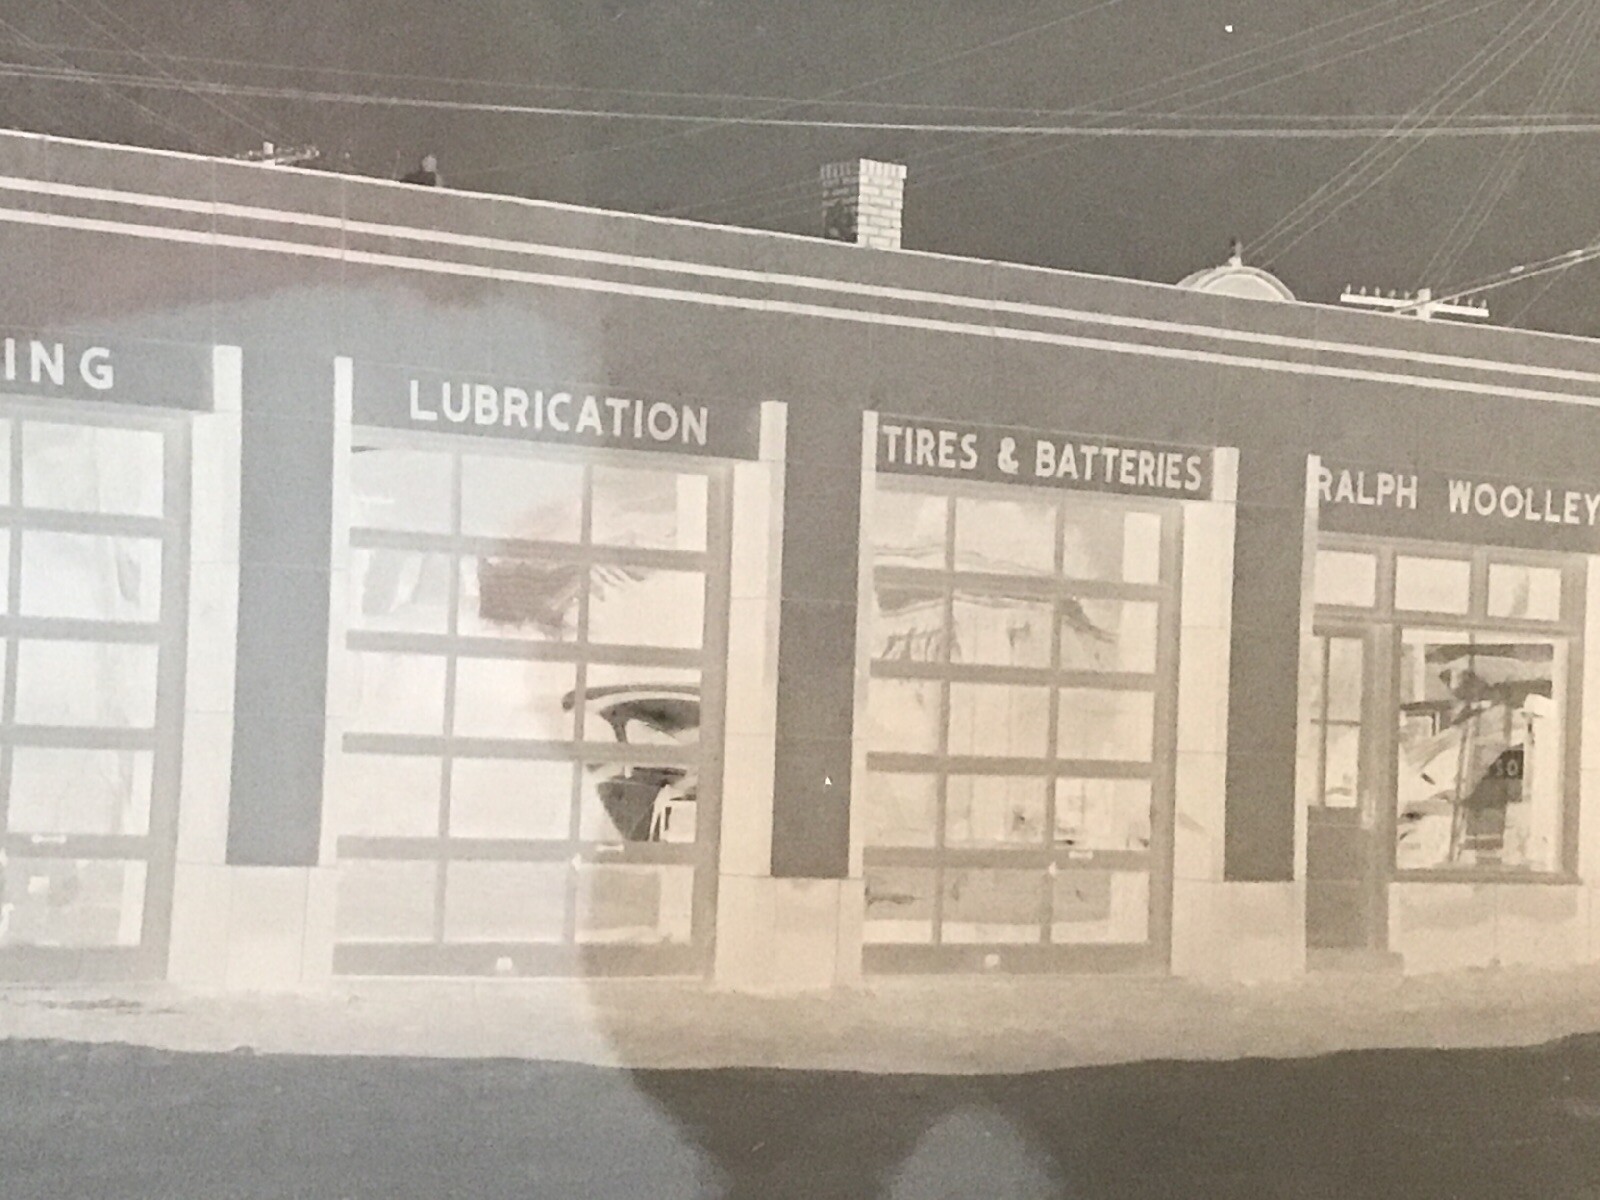 ING
LUBRICATION
TIRES & BATTERIES
RALPH WOOLLEY